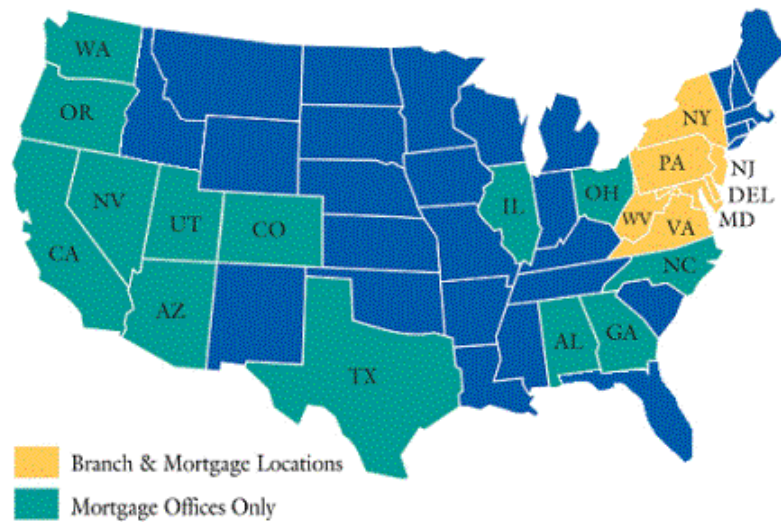 WA
OR
NY
PA
NJ
NV
IL
OH
DEL
UT
CO
WV
VA
MD
CA
NC
AZ
AL
GA
TX
Branch & Mortgage Locations
Mortgage Offices Only